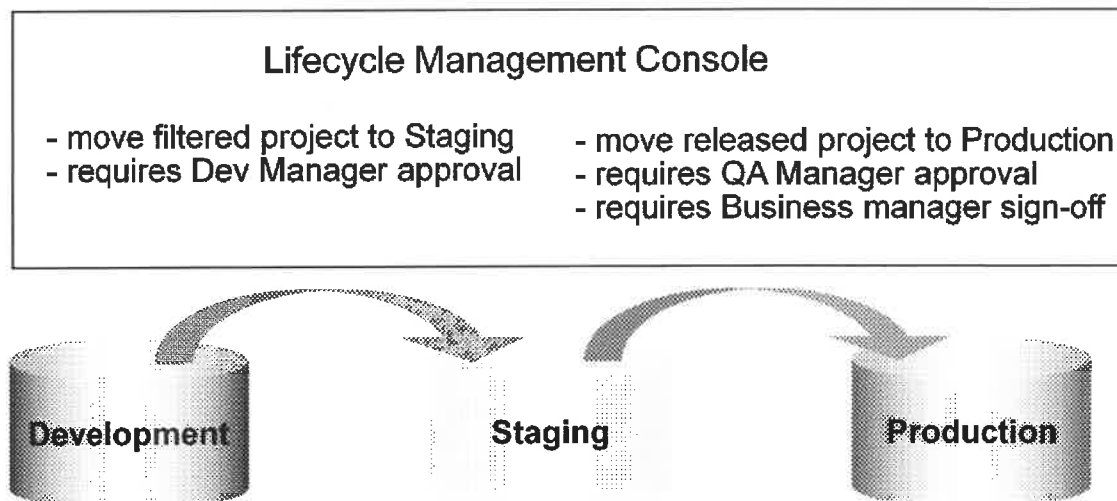 Lifecycle Management Console
- move filtered project to Staging
- requires Dev Manager approval
- move released project to Production
- requires QA Manager approval
- requires Business manager sign-off
Development
Staging
Production